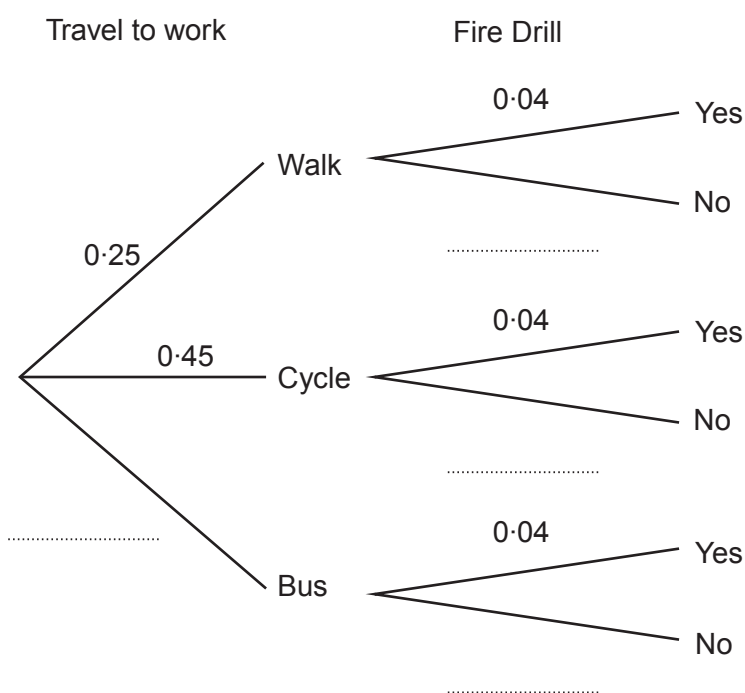 Travel to work Fire Drill
0·04
Yes
Walk
No
0·25
0·04
Yes
0·45
Cycle
No
0·04
Yes
Bus
No